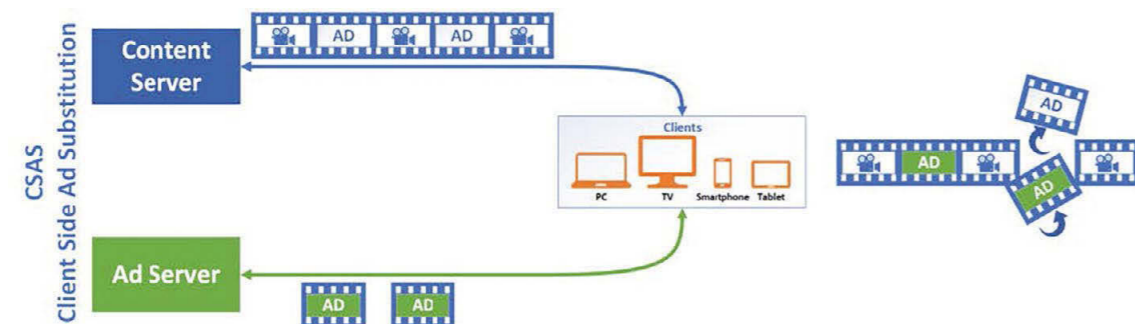 CSAS
Client Side Ad Substitution
Content
Server
AD
AD
Clients
PC
TV
Smartphone
Tablet
AD
AD
AD
Ad Server
AD
AD